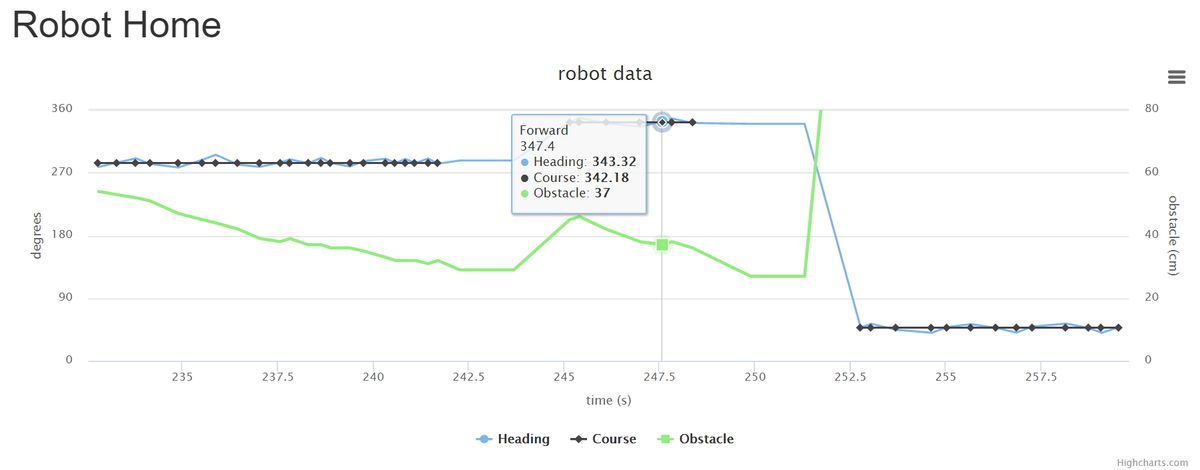 Robot Home
robot data
360
270
180
90
0
degrees
80
60
40
20
0
obstacle (cm)
Forward
347.4
Heading: 343.32
Course: 342.18
Obstacle: 37
235 237.5 240 242.5 245 247.5 250 252.5 255 257.5
time (s)
Heading Course Obstacle
Highcharts.com